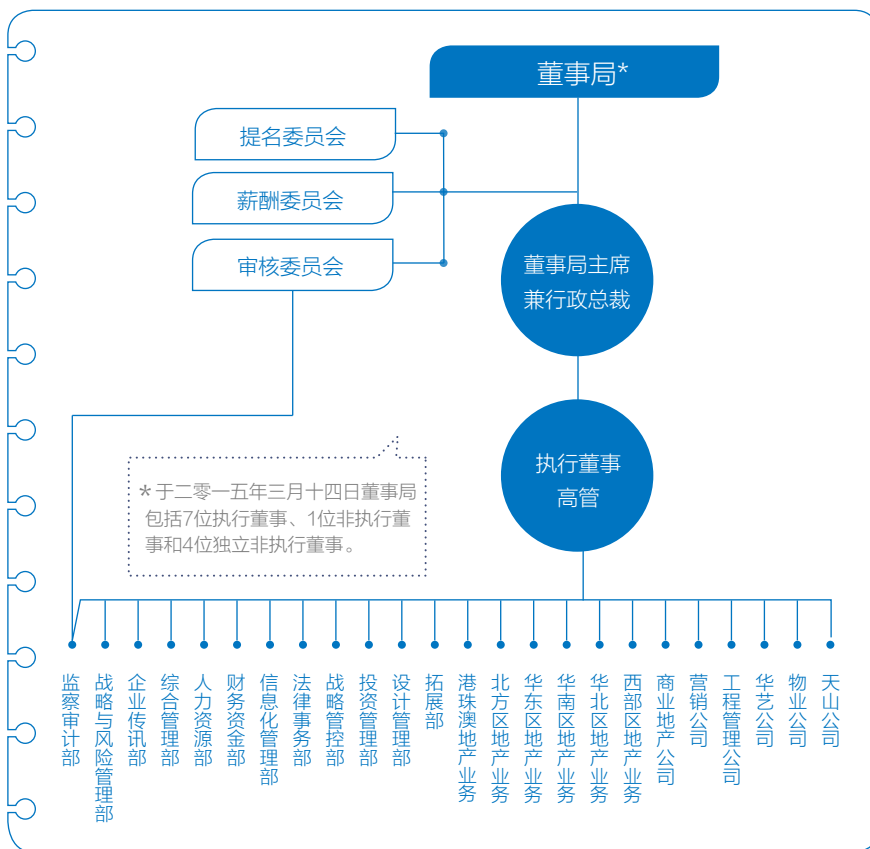 董事局*
提名委员会
薪酬委员会
审核委员会
董事局主席
兼行政总裁
执行董事
高管
*于二零一五年三月十四日董事局
包括7位执行董事、1位非执行董
事和4位独立非执行董事。
监察审计部
战略与风险管理部
企业传讯部
综合管理部
人力资源部
财务资金部
信息化管理部
法律事务部
战略管控部
投资管理部
设计管理部
拓展部
港珠澳地产业务
北方区地产业务
华东区地产业务
华南区地产业务
华北区地产业务
西部区地产业务
商业地产公司
营销公司
工程管理公司
华艺公司
物业公司
天山公司